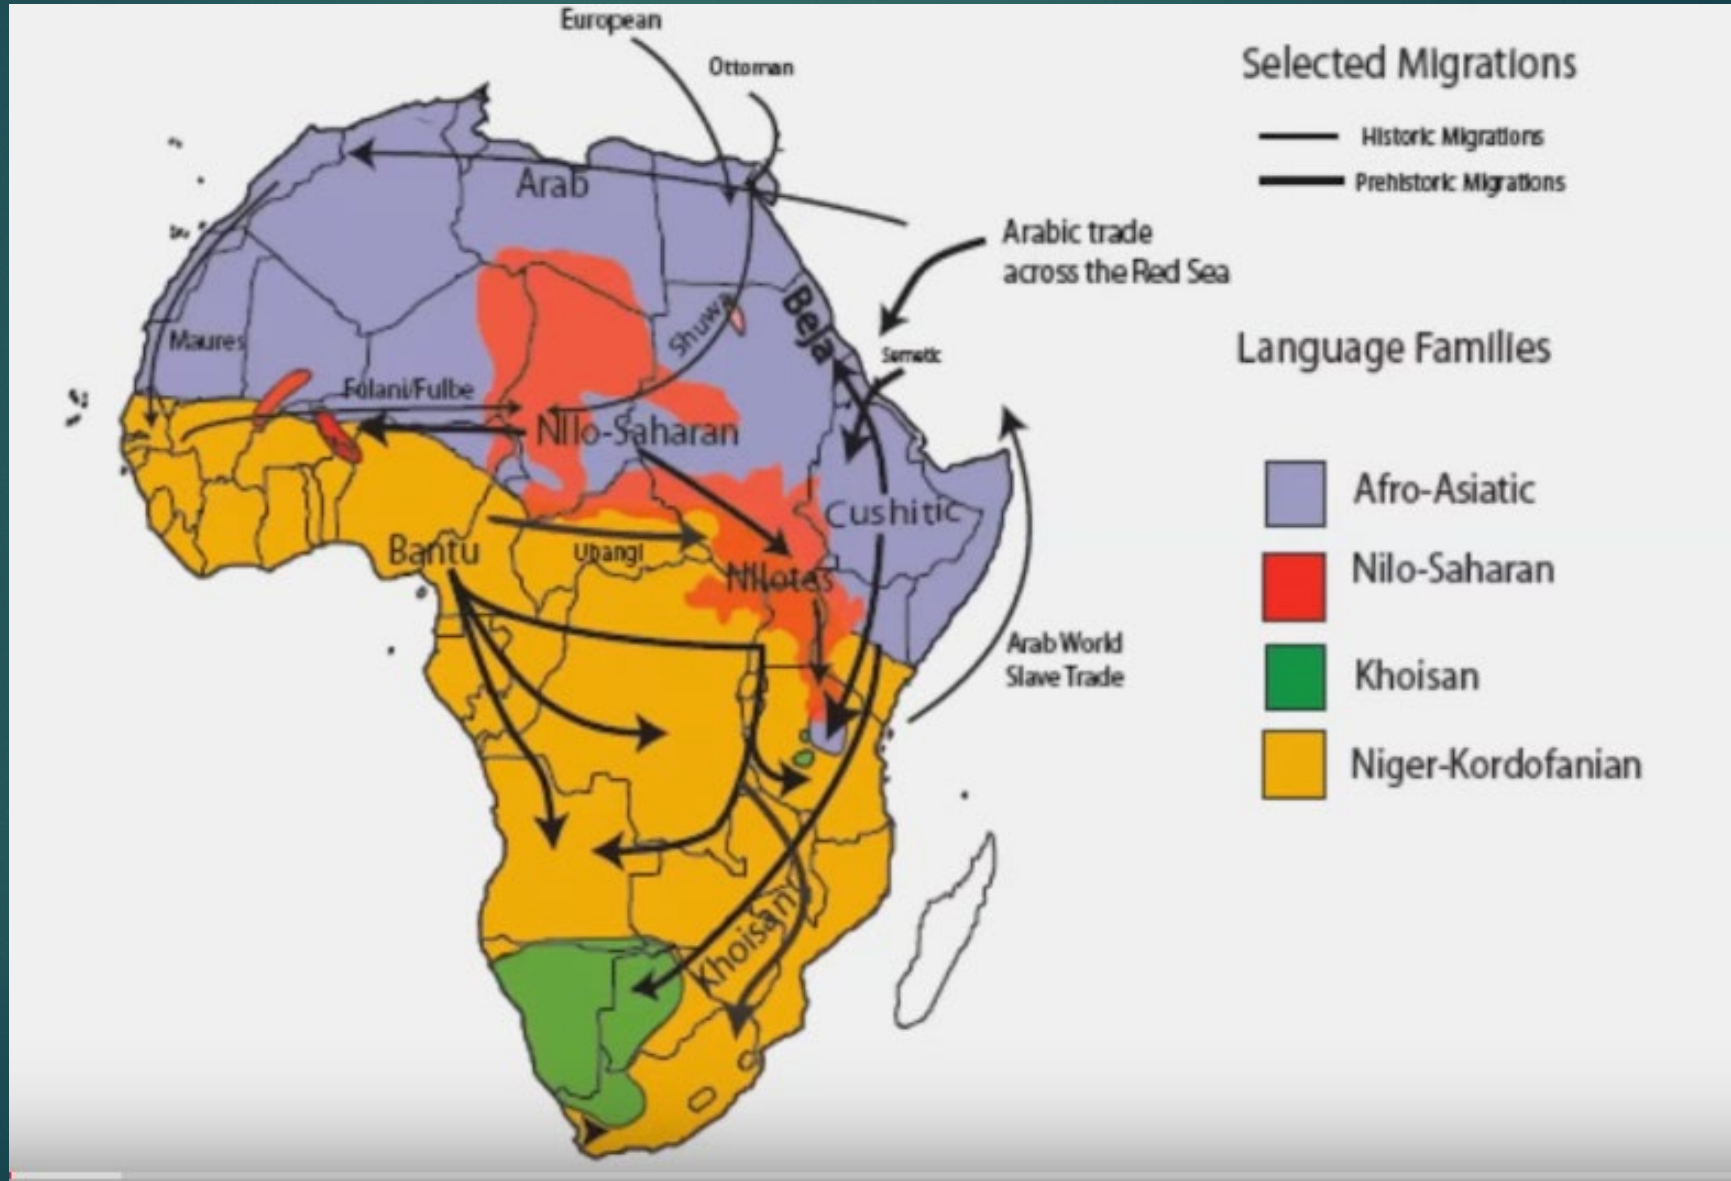 European
Ottoman
Selected Migrations
Historic Migrations
Prehistoric Migrations
Arab
Arabic trade
across the Red Sea
Beja
Shuwa
Maures
Semetic
Language Families
Fulani/Fulbe
Nilo-Saharan
Afro-Asiatic
Cushitic
Bantu
Ubangi
Nilotes
Nilo-Saharan
Arab World
Slave Trade
Khoisan
Niger-Kordofanian
Khoisan